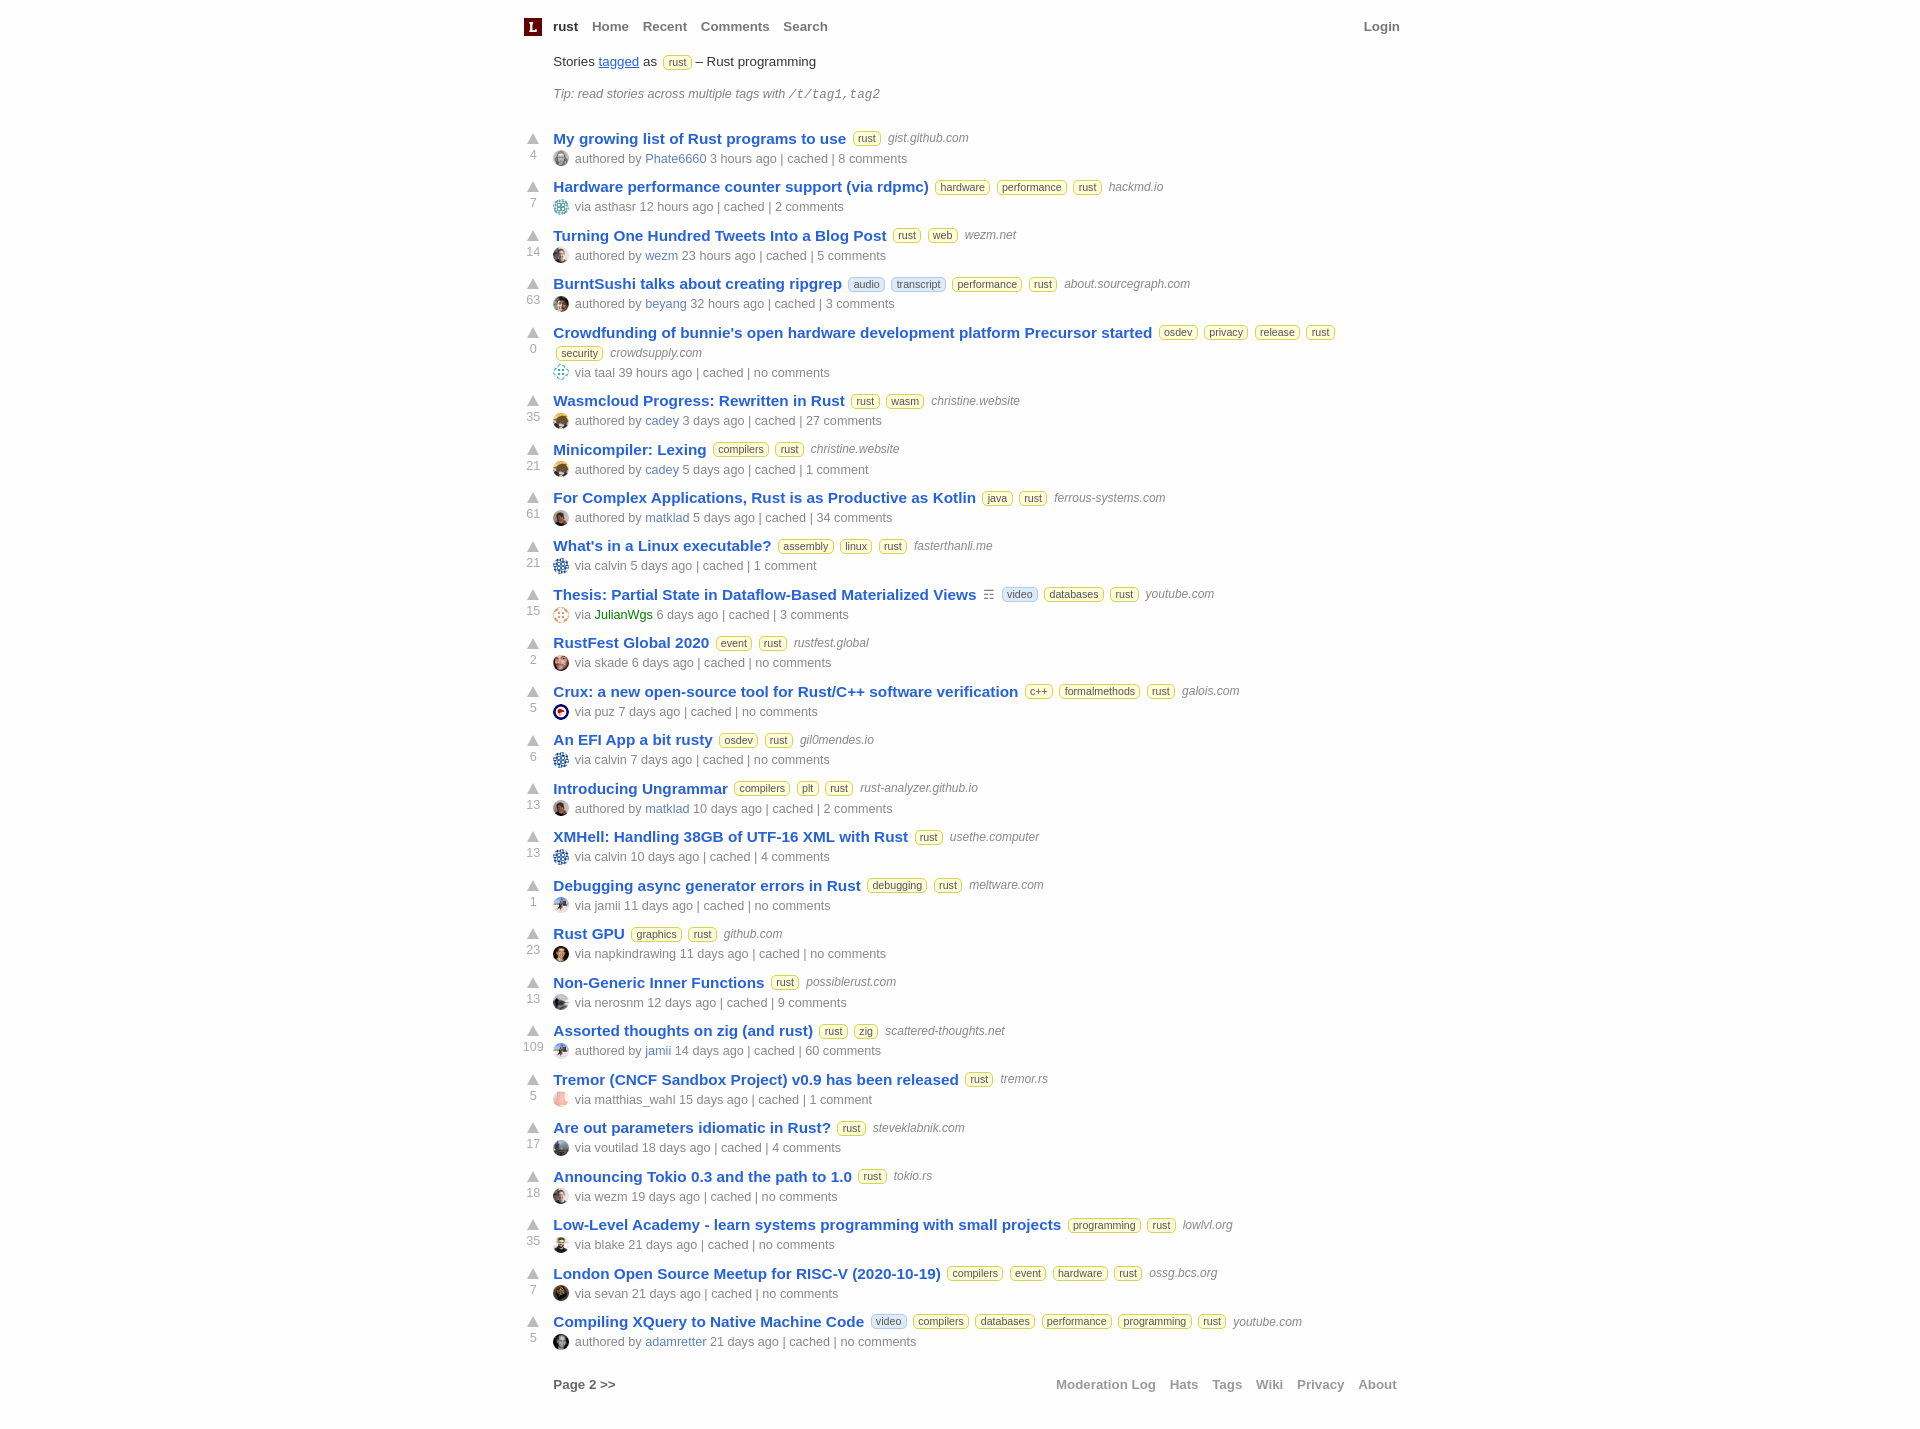 L rust Home Recent Comments Search Login
Stories tagged as rust – Rust programming
Tip: read stories across multiple tags with /t/tag1,tag2
My growing list of Rust programs to use rust gist.github.com
4 authored by Phate6660 3 hours ago | cached | 8 comments
Hardware performance counter support (via rdpmc) hardware performance rust hackmd.io
7 via asthasr 12 hours ago | cached | 2 comments
Turning One Hundred Tweets Into a Blog Post rust web wezm.net
14 authored by wezm 23 hours ago | cached | 5 comments
BurntSushi talks about creating ripgrep audio transcript performance rust about.sourcegraph.com
63 authored by beyang 32 hours ago | cached | 3 comments
Crowdfunding of bunnie's open hardware development platform Precursor started osdev privacy release rust
0 security crowdsupply.com
via taal 39 hours ago | cached | no comments
Wasmcloud Progress: Rewritten in Rust rust wasm christine.website
35 authored by cadey 3 days ago | cached | 27 comments
Minicompiler: Lexing compilers rust christine.website
21 authored by cadey 5 days ago | cached | 1 comment
For Complex Applications, Rust is as Productive as Kotlin java rust ferrous-systems.com
61 authored by matklad 5 days ago | cached | 34 comments
What's in a Linux executable? assembly linux rust fasterthanli.me
21 via calvin 5 days ago | cached | 1 comment
Thesis: Partial State in Dataflow-Based Materialized Views ☶ video databases rust youtube.com
15 via JulianWgs 6 days ago | cached | 3 comments
RustFest Global 2020 event rust rustfest.global
2 via skade 6 days ago | cached | no comments
Crux: a new open-source tool for Rust/C++ software verification c++ formalmethods rust galois.com
5 via puz 7 days ago | cached | no comments
An EFI App a bit rusty osdev rust gil0mendes.io
6 via calvin 7 days ago | cached | no comments
Introducing Ungrammar compilers plt rust rust-analyzer.github.io
13 authored by matklad 10 days ago | cached | 2 comments
XMHell: Handling 38GB of UTF-16 XML with Rust rust usethe.computer
13 via calvin 10 days ago | cached | 4 comments
Debugging async generator errors in Rust debugging rust meltware.com
1 via jamii 11 days ago | cached | no comments
Rust GPU graphics rust github.com
23 via napkindrawing 11 days ago | cached | no comments
Non-Generic Inner Functions rust possiblerust.com
13 via nerosnm 12 days ago | cached | 9 comments
Assorted thoughts on zig (and rust) rust zig scattered-thoughts.net
109 authored by jamii 14 days ago | cached | 60 comments
Tremor (CNCF Sandbox Project) v0.9 has been released rust tremor.rs
5 via matthias_wahl 15 days ago | cached | 1 comment
Are out parameters idiomatic in Rust? rust steveklabnik.com
17 via voutilad 18 days ago | cached | 4 comments
Announcing Tokio 0.3 and the path to 1.0 rust tokio.rs
18 via wezm 19 days ago | cached | no comments
Low-Level Academy - learn systems programming with small projects programming rust lowlvl.org
35 via blake 21 days ago | cached | no comments
London Open Source Meetup for RISC-V (2020-10-19) compilers event hardware rust ossg.bcs.org
7 via sevan 21 days ago | cached | no comments
Compiling XQuery to Native Machine Code video compilers databases performance programming rust youtube.com
5 authored by adamretter 21 days ago | cached | no comments
Page 2 >> Moderation Log Hats Tags Wiki Privacy About